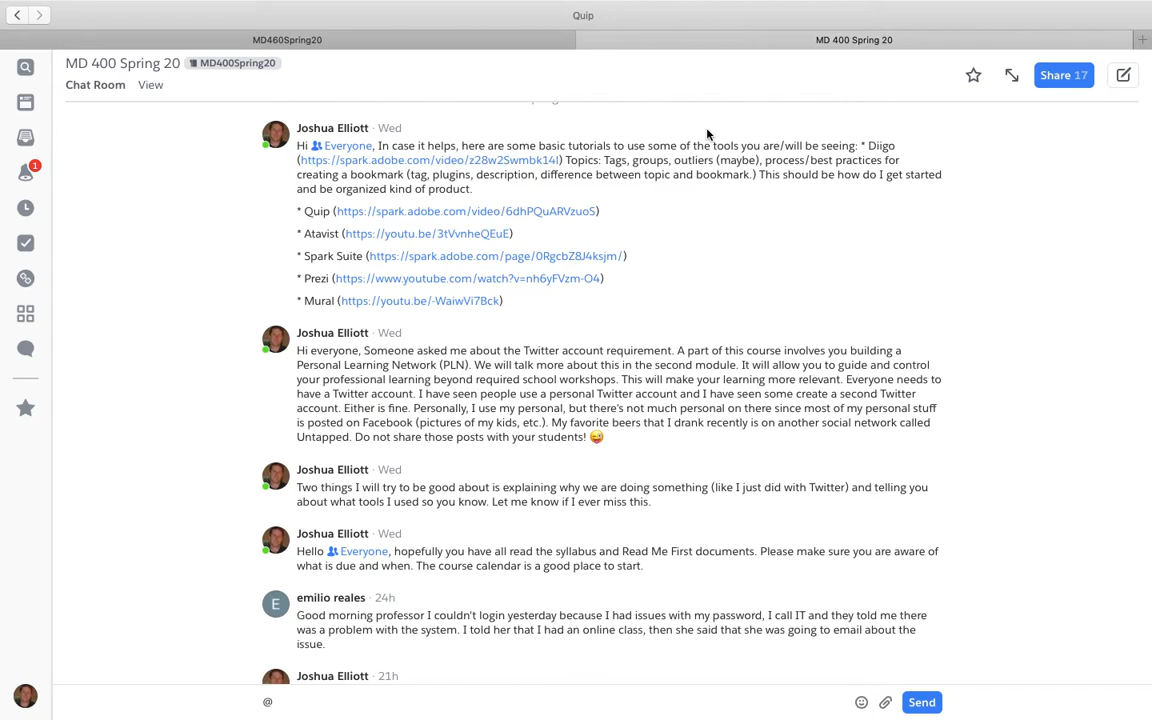 Quip
MD460Spring20
MD 400 Spring 20
MD 400 Spring 20 MD400Spring20
Chat Room View
Share 17
1
Joshua Elliott · Wed
Hi Everyone, In case it helps, here are some basic tutorials to use some of the tools you are/will be seeing: * Diigo
(https://spark.adobe.com/video/z28w2Swmbk14l) Topics: Tags, groups, outliers (maybe), process/best practices for
creating a bookmark (tag, plugins, description, difference between topic and bookmark.) This should be how do I get started
and be organized kind of product.
* Quip (https://spark.adobe.com/video/6dhPQuARVzuoS)
* Atavist (https://youtu.be/3tVvnheQEuE)
* Spark Suite (https://spark.adobe.com/page/0RgcbZ8J4ksjm/)
* Prezi (https://www.youtube.com/watch?v=nh6yFVzm-O4)
* Mural (https://youtu.be/-WaiwVi7Bck)
Joshua Elliott · Wed
Hi everyone, Someone asked me about the Twitter account requirement. A part of this course involves you building a
Personal Learning Network (PLN). We will talk more about this in the second module. It will allow you to guide and control
your professional learning beyond required school workshops. This will make your learning more relevant. Everyone needs to
have a Twitter account. I have seen people use a personal Twitter account and I have seen some create a second Twitter
account. Either is fine. Personally, I use my personal, but there's not much personal on there since most of my personal stuff
is posted on Facebook (pictures of my kids, etc.). My favorite beers that I drank recently is on another social network called
Untapped. Do not share those posts with your students! 😜
Joshua Elliott · Wed
Two things I will try to be good about is explaining why we are doing something (like I just did with Twitter) and telling you
about what tools I used so you know. Let me know if I ever miss this.
Joshua Elliott · Wed
Hello Everyone, hopefully you have all read the syllabus and Read Me First documents. Please make sure you are aware of
what is due and when. The course calendar is a good place to start.
E
emilio reales · 24h
Good morning professor I couldn't login yesterday because I had issues with my password, I call IT and they told me there
was a problem with the system. I told her that I had an online class, then she said that she was going to email about the
issue.
Joshua Elliott · 21h
@
Send